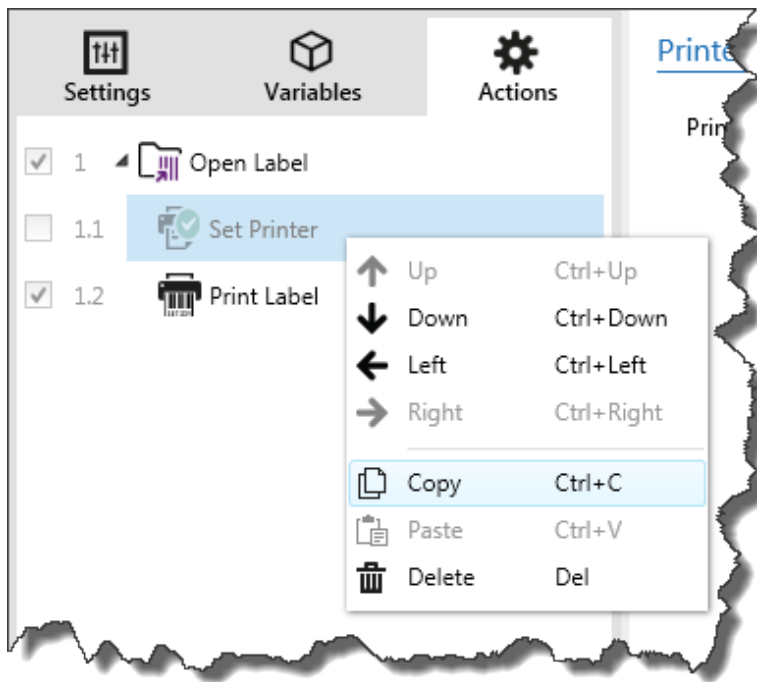 Settings Variables Actions
Printe
Prin
1 Open Label
1.1 Set Printer
1.2 Print Label
Up Ctrl+Up
Down Ctrl+Down
Left Ctrl+Left
Right Ctrl+Right
Copy Ctrl+C
Paste Ctrl+V
Delete Del